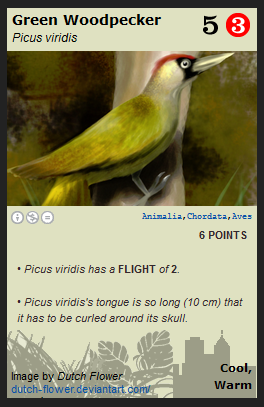 Green Woodpecker
Picus viridis
5 3
Animalia,Chordata,Aves
6 POINTS
• Picus viridis has a FLIGHT of 2.
• Picus viridis's tongue is so long (10 cm) that
it has to be curled around its skull.
Cool,
Warm
Image by Dutch Flower
dutch-flower.deviantart.com/